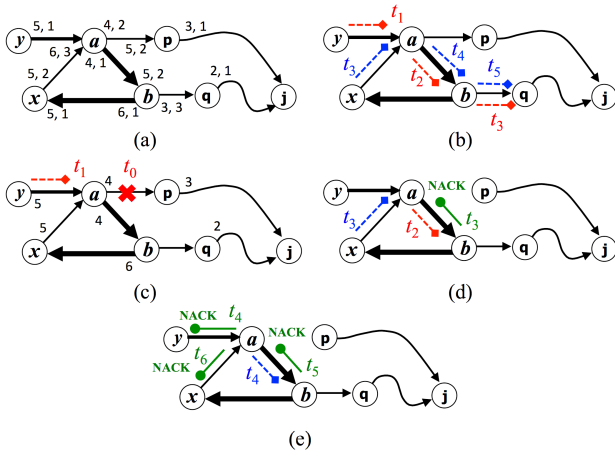 5, 1
4, 2
3, 1
y
a
p
6, 3
5, 2
4, 1
5, 2
5, 2
2, 1
x
b
q
j
5, 1
6, 1
3, 3
(a)
t1
y
a
p
t3
t4
t2
t5
x
b
q
j
t3
(b)
t1
t0
y
a
4
p
3
5
5
4
2
x
b
q
j
6
(c)
y
a
NACK
p
t3
t2
t3
x
b
q
j
(d)
NACK
t4
y
a
NACK
p
NACK
t6
t4
t5
x
b
q
j
(e)